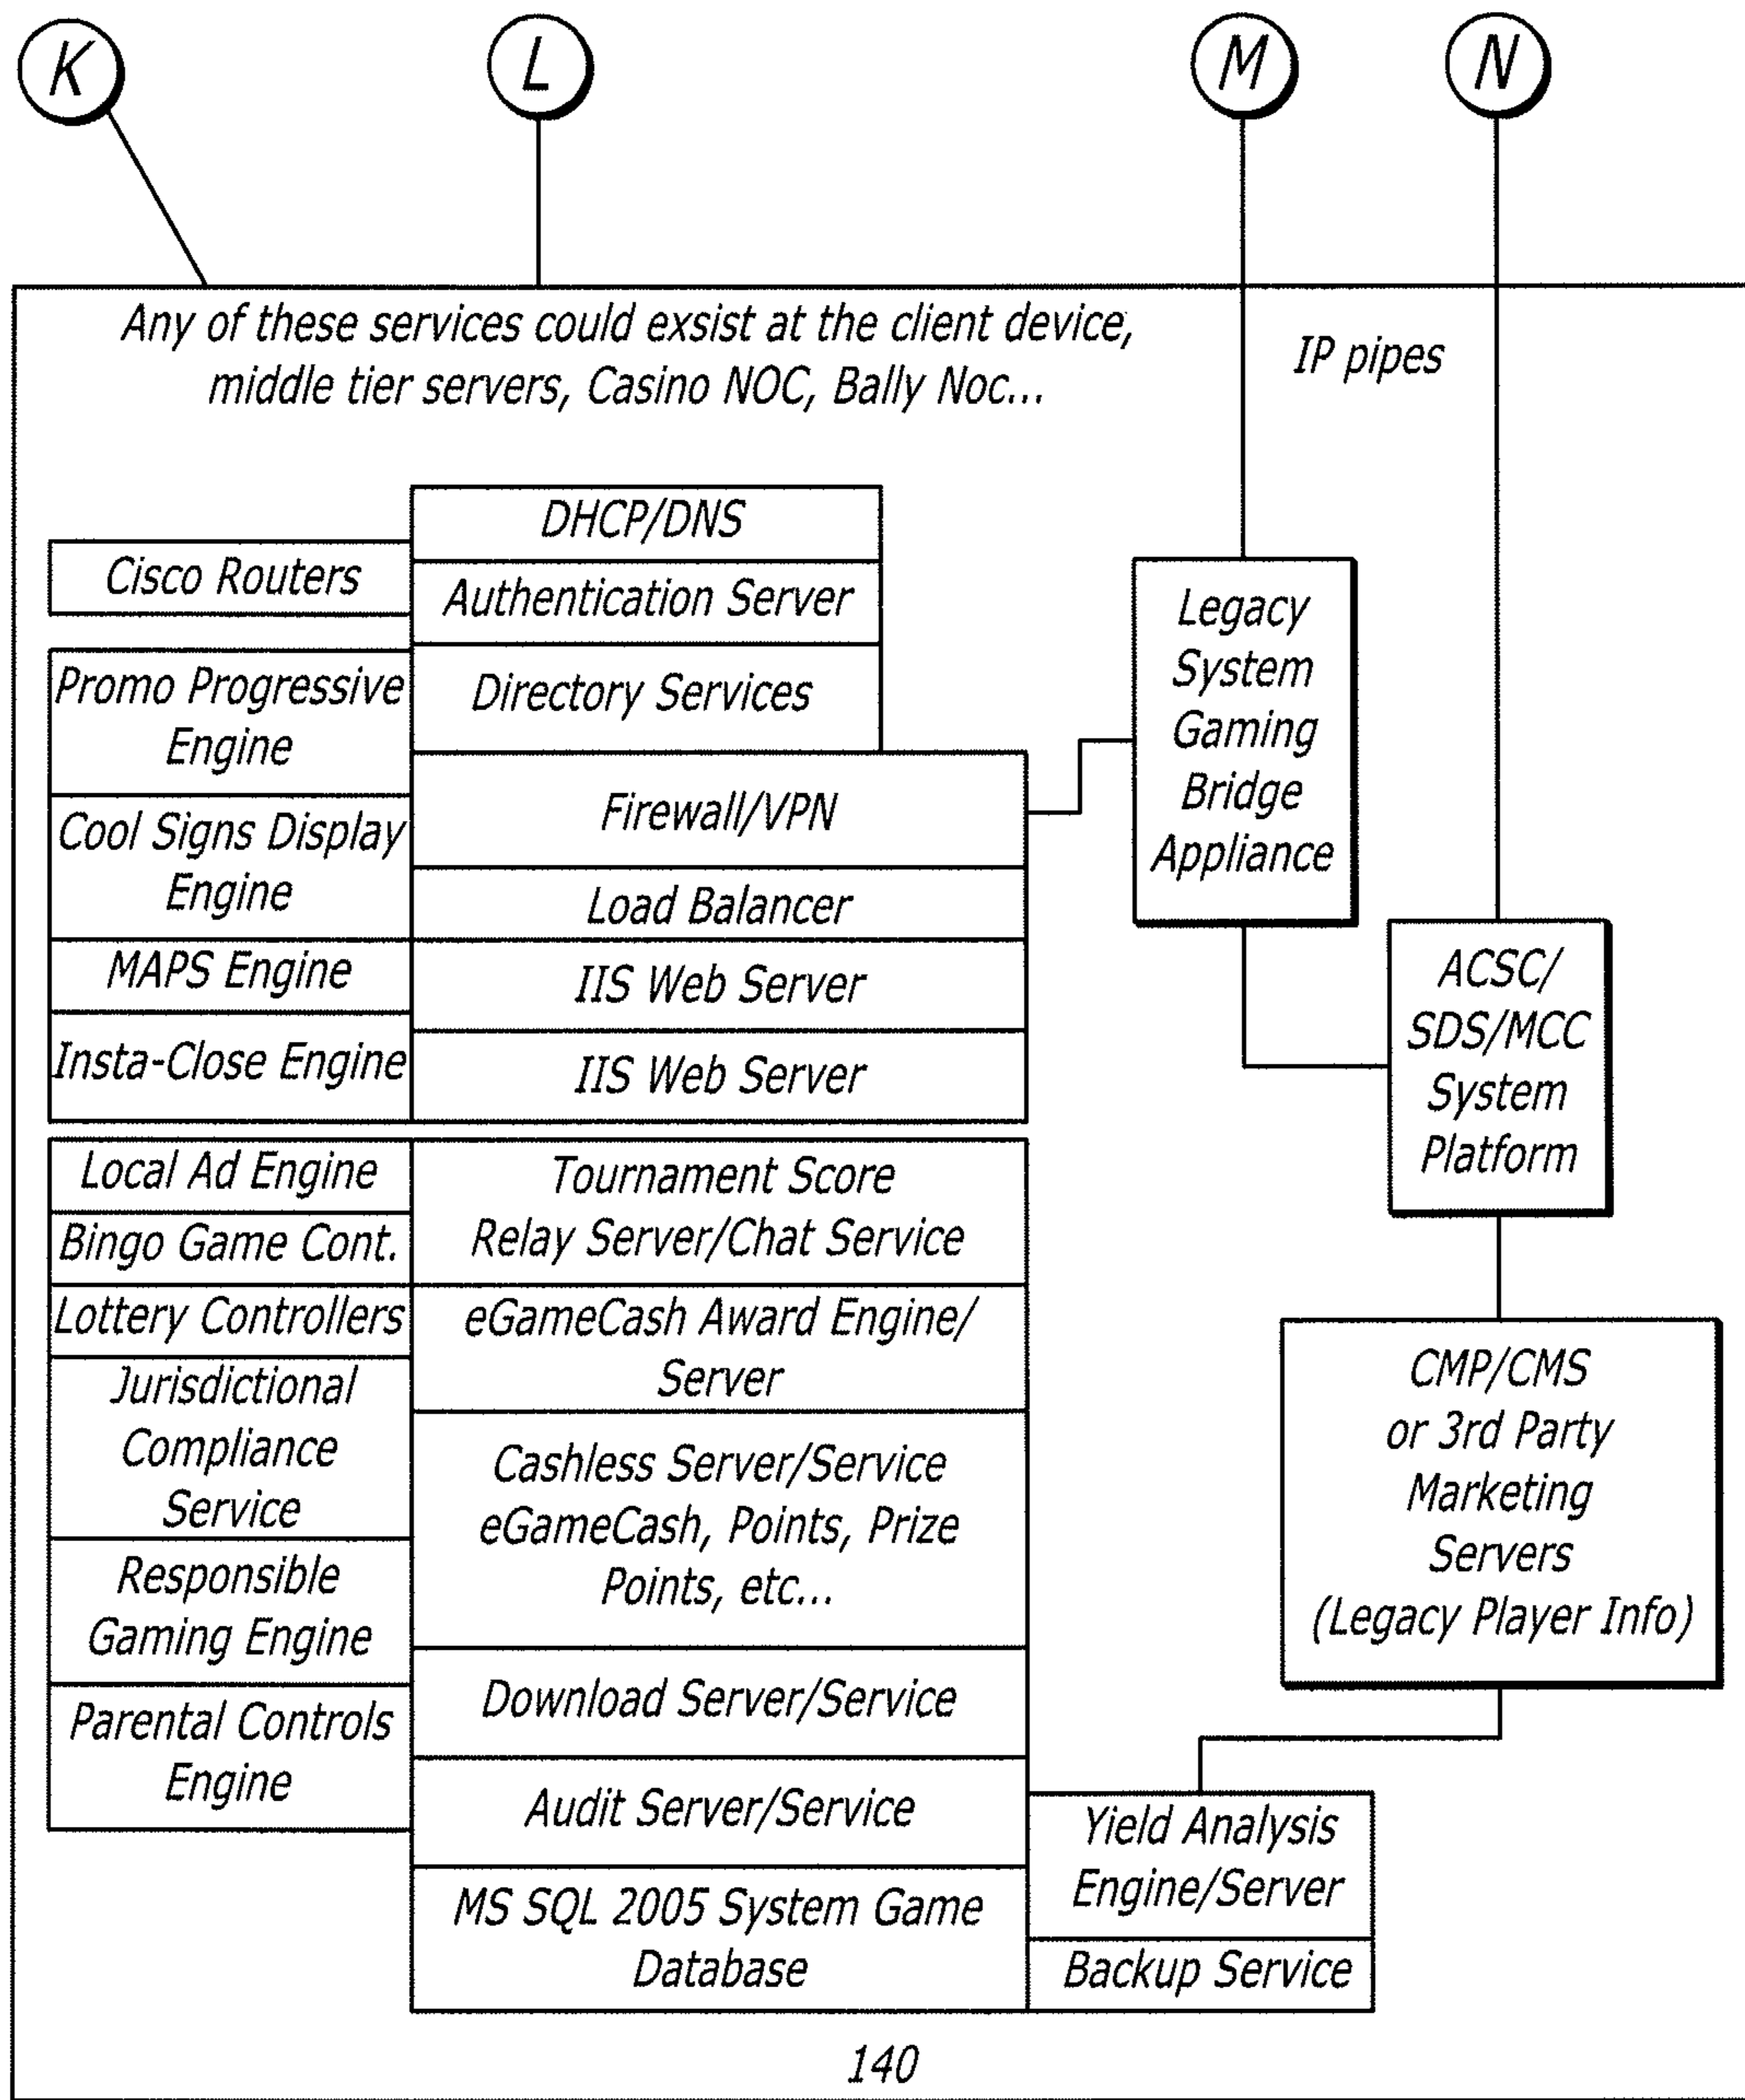 K
L
M
N
Any of these services could exsist at the client device,
middle tier servers, Casino NOC, Bally Noc...
IP pipes
Cisco Routers
Promo Progressive
Engine
Cool Signs Display
Engine
MAPS Engine
Insta-Close Engine
DHCP/DNS
Authentication Server
Directory Services
Firewall/VPN
Load Balancer
IIS Web Server
IIS Web Server
Local Ad Engine
Bingo Game Cont.
Lottery Controllers
Jurisdictional
Compliance
Service
Responsible
Gaming Engine
Parental Controls
Engine
Tournament Score
Relay Server/Chat Service
eGameCash Award Engine/
Server
Cashless Server/Service
eGameCash, Points, Prize
Points, etc...
Download Server/Service
Audit Server/Service
MS SQL 2005 System Game
Database
Yield Analysis
Engine/Server
Backup Service
Legacy
System
Gaming
Bridge
Appliance
ACSC/
SDS/MCC
System
Platform
CMP/CMS
or 3rd Party
Marketing
Servers
(Legacy Player Info)
140